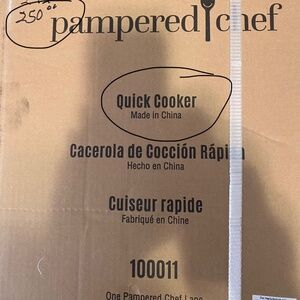 250 00
pampered chef
Quick Cooker
Made in China
Cacerola de Cocción Rápida
Hecho en China
Cuiseur rapide
Fabriqué en Chine
100011
One Pampered Chef Lane